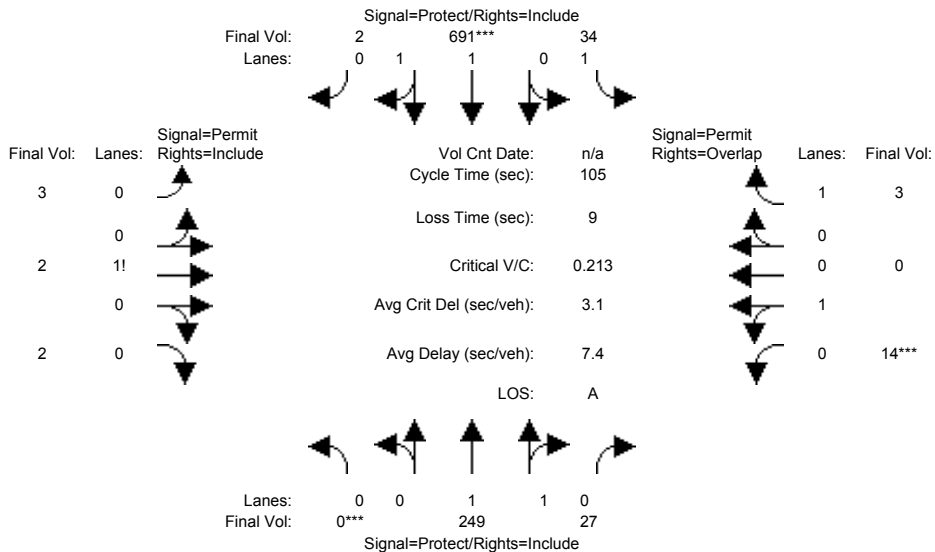 Signal=Protect/Rights=Include
Final Vol: 2 691*** 34
Lanes: 0 1 1 0 1
Signal=Permit
Final Vol: Lanes: Rights=Include
Vol Cnt Date: n/a
Signal=Permit
Rights=Overlap Lanes: Final Vol:
Cycle Time (sec): 105
3 0
1 3
Loss Time (sec): 9
0
0
2 1!
Critical V/C: 0.213
0 0
0
Avg Crit Del (sec/veh): 3.1
1
2 0
Avg Delay (sec/veh): 7.4
0 14***
LOS: A
Lanes: 0 0 1 1 0
Final Vol: 0*** 249 27
Signal=Protect/Rights=Include